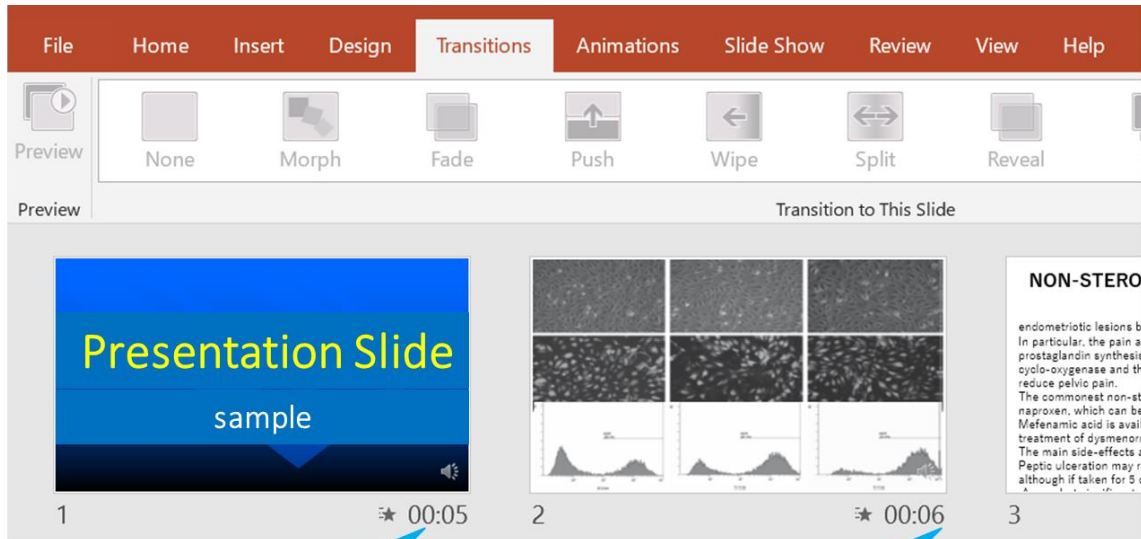 File Home Insert Design Transitions Animations Slide Show Review View Help
Preview None Morph Fade Push Wipe Split Reveal
Preview Transition to This Slide
Presentation Slide
sample
1 00:05 2 00:06 3
NON-STERO
endometriotic lesions b
In particular, the pain a
prostaglandin synthesis
cyclo-oxygenase and th
reduce pelvic pain.
The commonest non-st
naproxen, which can be
Mefenamic acid is avail
treatment of dysmenor
The main side-effects a
Peptic ulceration may r
although if taken for 5